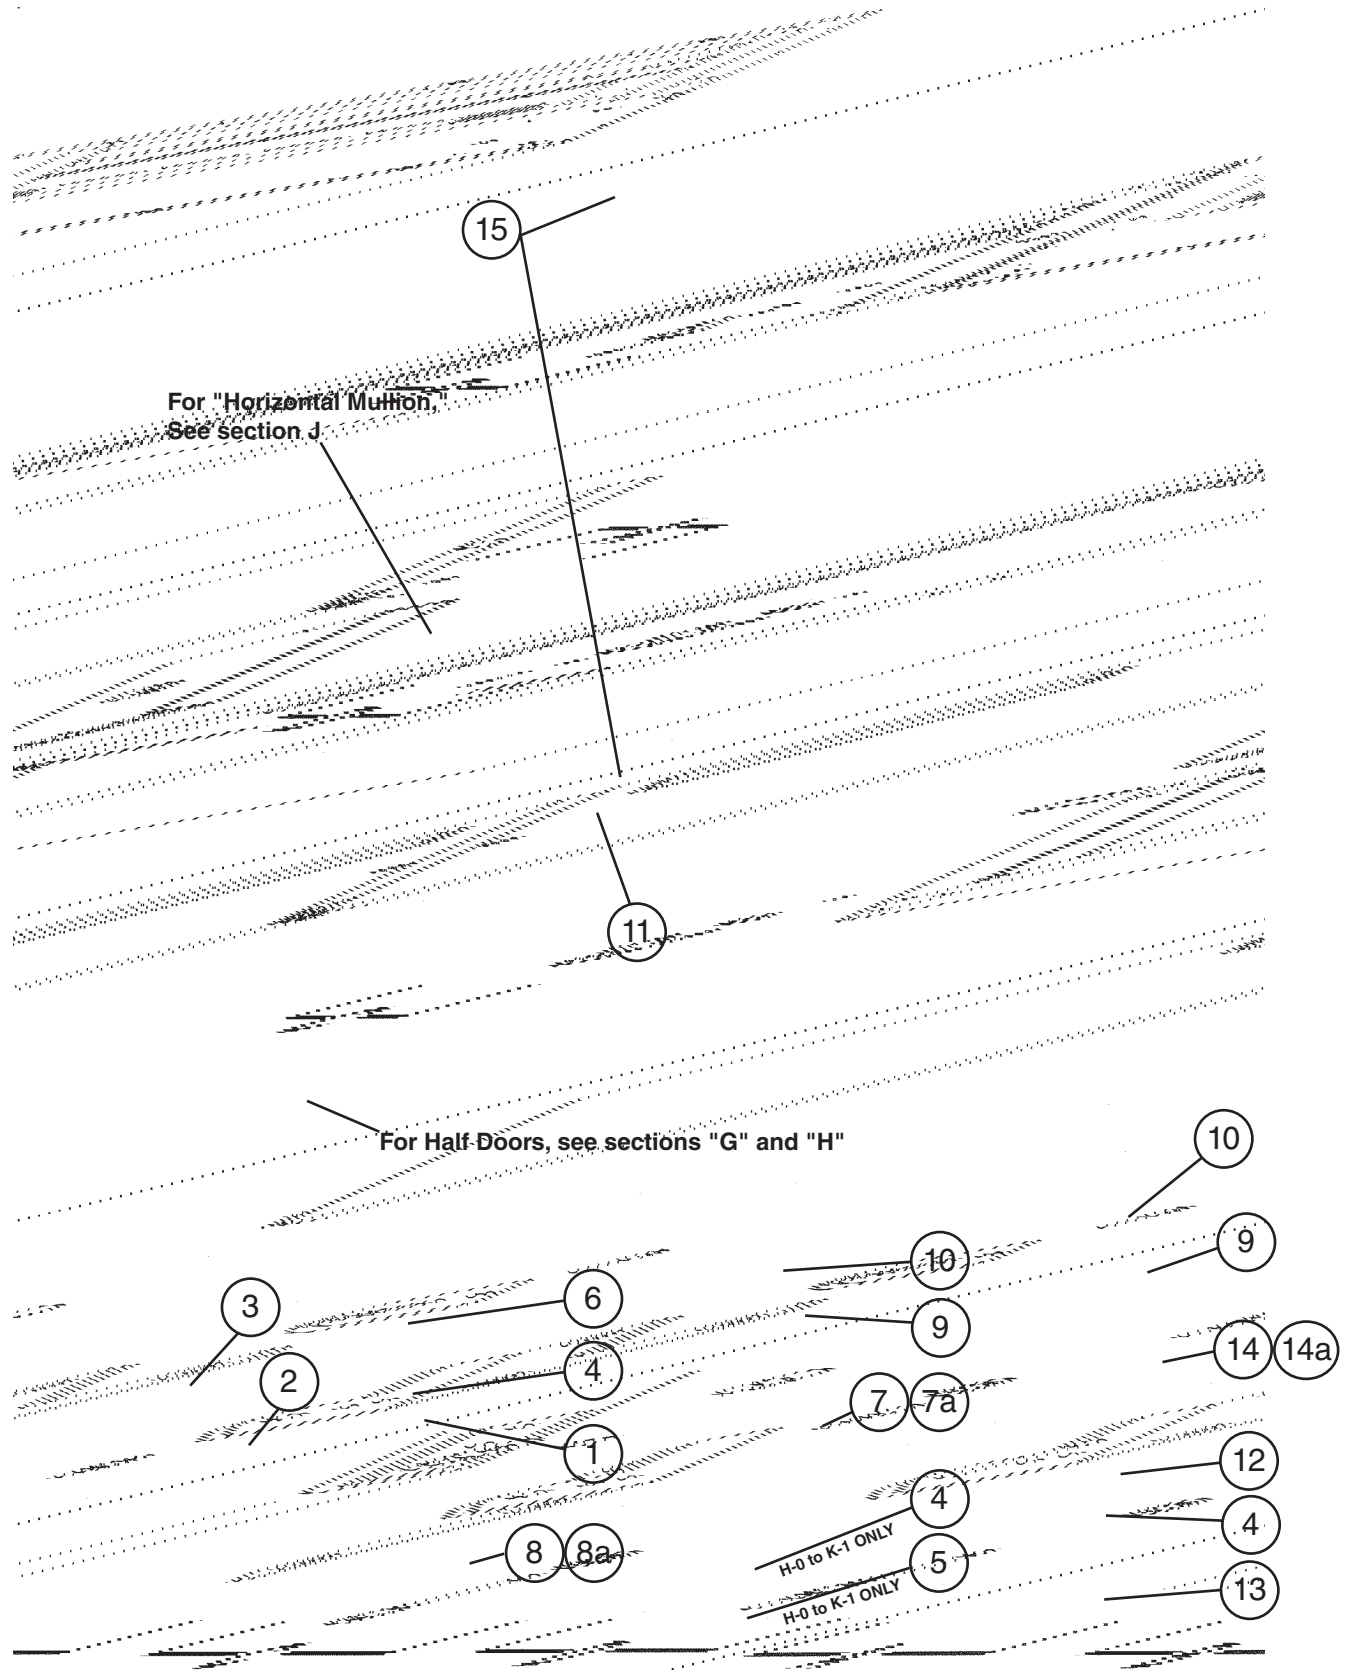 15
For "Horizontal Mullion,"
See section J
11
For Half Doors, see sections "G" and "H"
10
10
9
3
6
9
2
4
14 14a
7 7a
1
12
4
H-0 to K-1 ONLY
4
8 8a
5
H-0 to K-1 ONLY
13